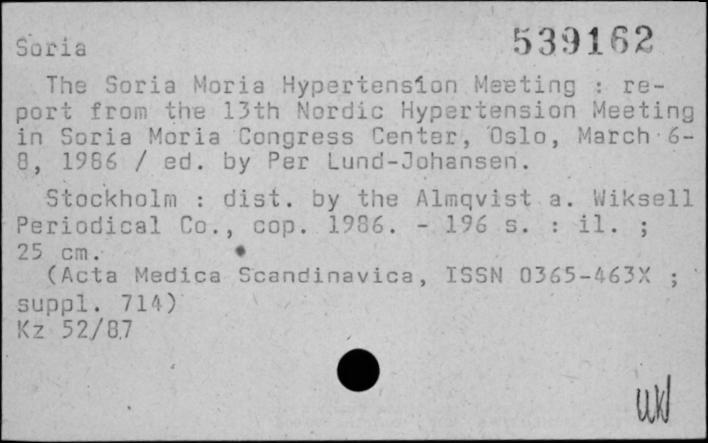 Soria
539162
The Soria Moria Hypertension Meeting : re-
port from the 13th Nordic Hypertension Meeting
in Soria Moria Congress Center, Oslo, March 6-
8, 1986 / ed. by Per Lund-Johansen.
Stockholm : dist. by the Almqvist a. Wiksell
Periodical Co., cop. 1986. - 196 s. : il. ;
25 cm.
(Acta Medica Scandinavica, ISSN 0365-463X ;
suppl. 714)
Kz 52/87